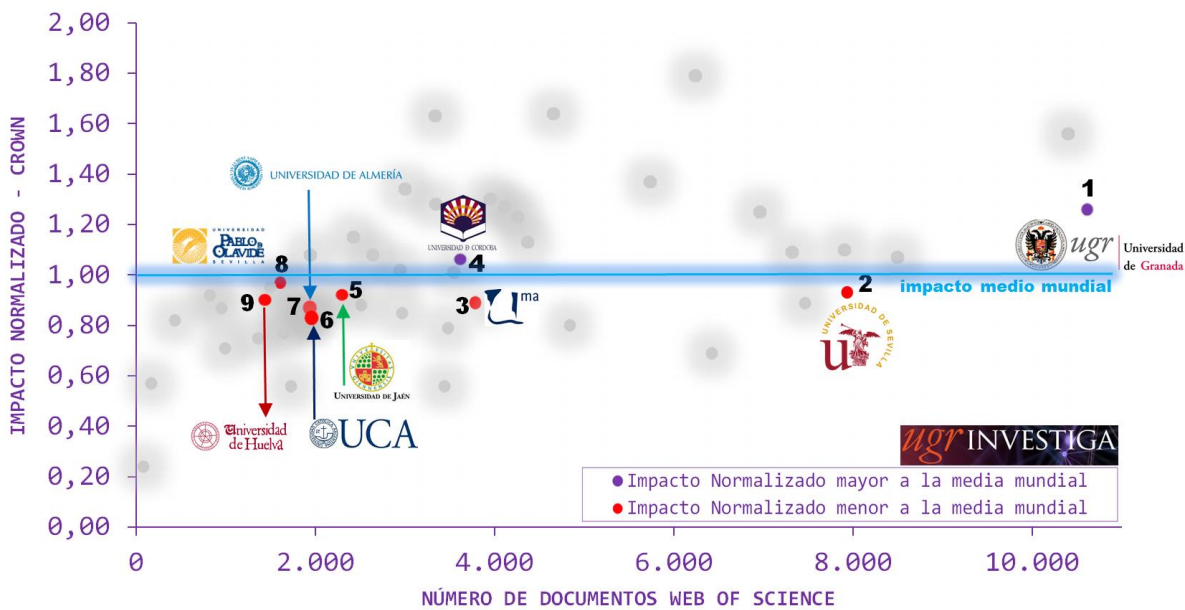 2,00
1,80
1,60
1,40
1,20
1,00
0,80
0,60
0,40
0,20
0,00
IMPACTO NORMALIZADO - CROWN
0
2.000
4.000
6.000
8.000
10.000
NÚMERO DE DOCUMENTOS WEB OF SCIENCE
UNIVERSIDAD DE ALMERÍA
UNIVERSIDAD
PABLO DE
OLAVIDE
SEVILLA
UNIVERSIDAD DE CÓRDOBA
1
ugr
Universidad
de Granada
8
4
impacto medio mundial
9
7
5
3
uma
2
6
UNIVERSIDAD DE SEVILLA
UNIVERSIDAD DE JAÉN
Universidad
de Huelva
UCA
ugr INVESTIGA
Impacto Normalizado mayor a la media mundial
Impacto Normalizado menor a la media mundial